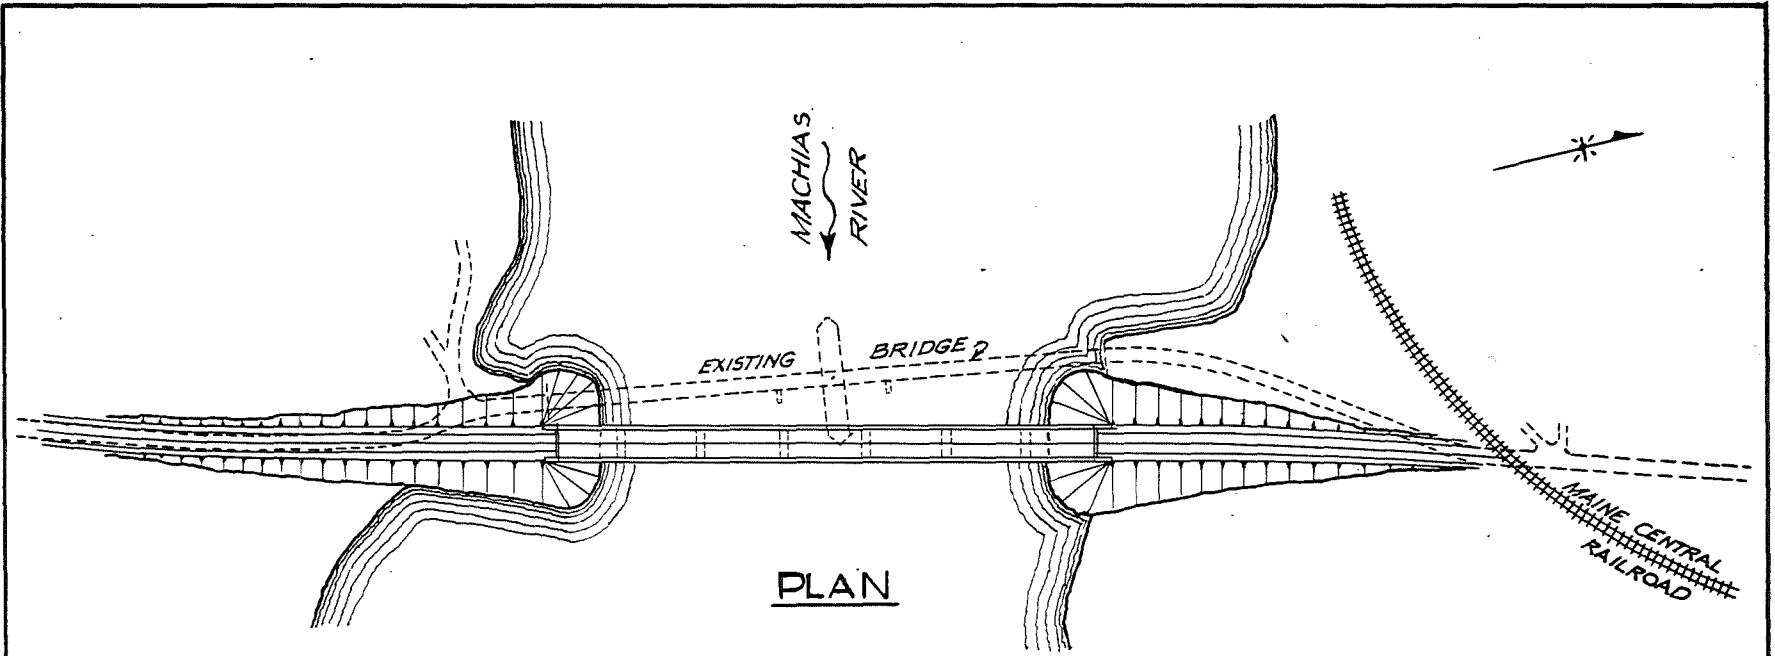 MACHIAS
RIVER
EXISTING BRIDGE
MAINE CENTRAL
RAILROAD
PLAN